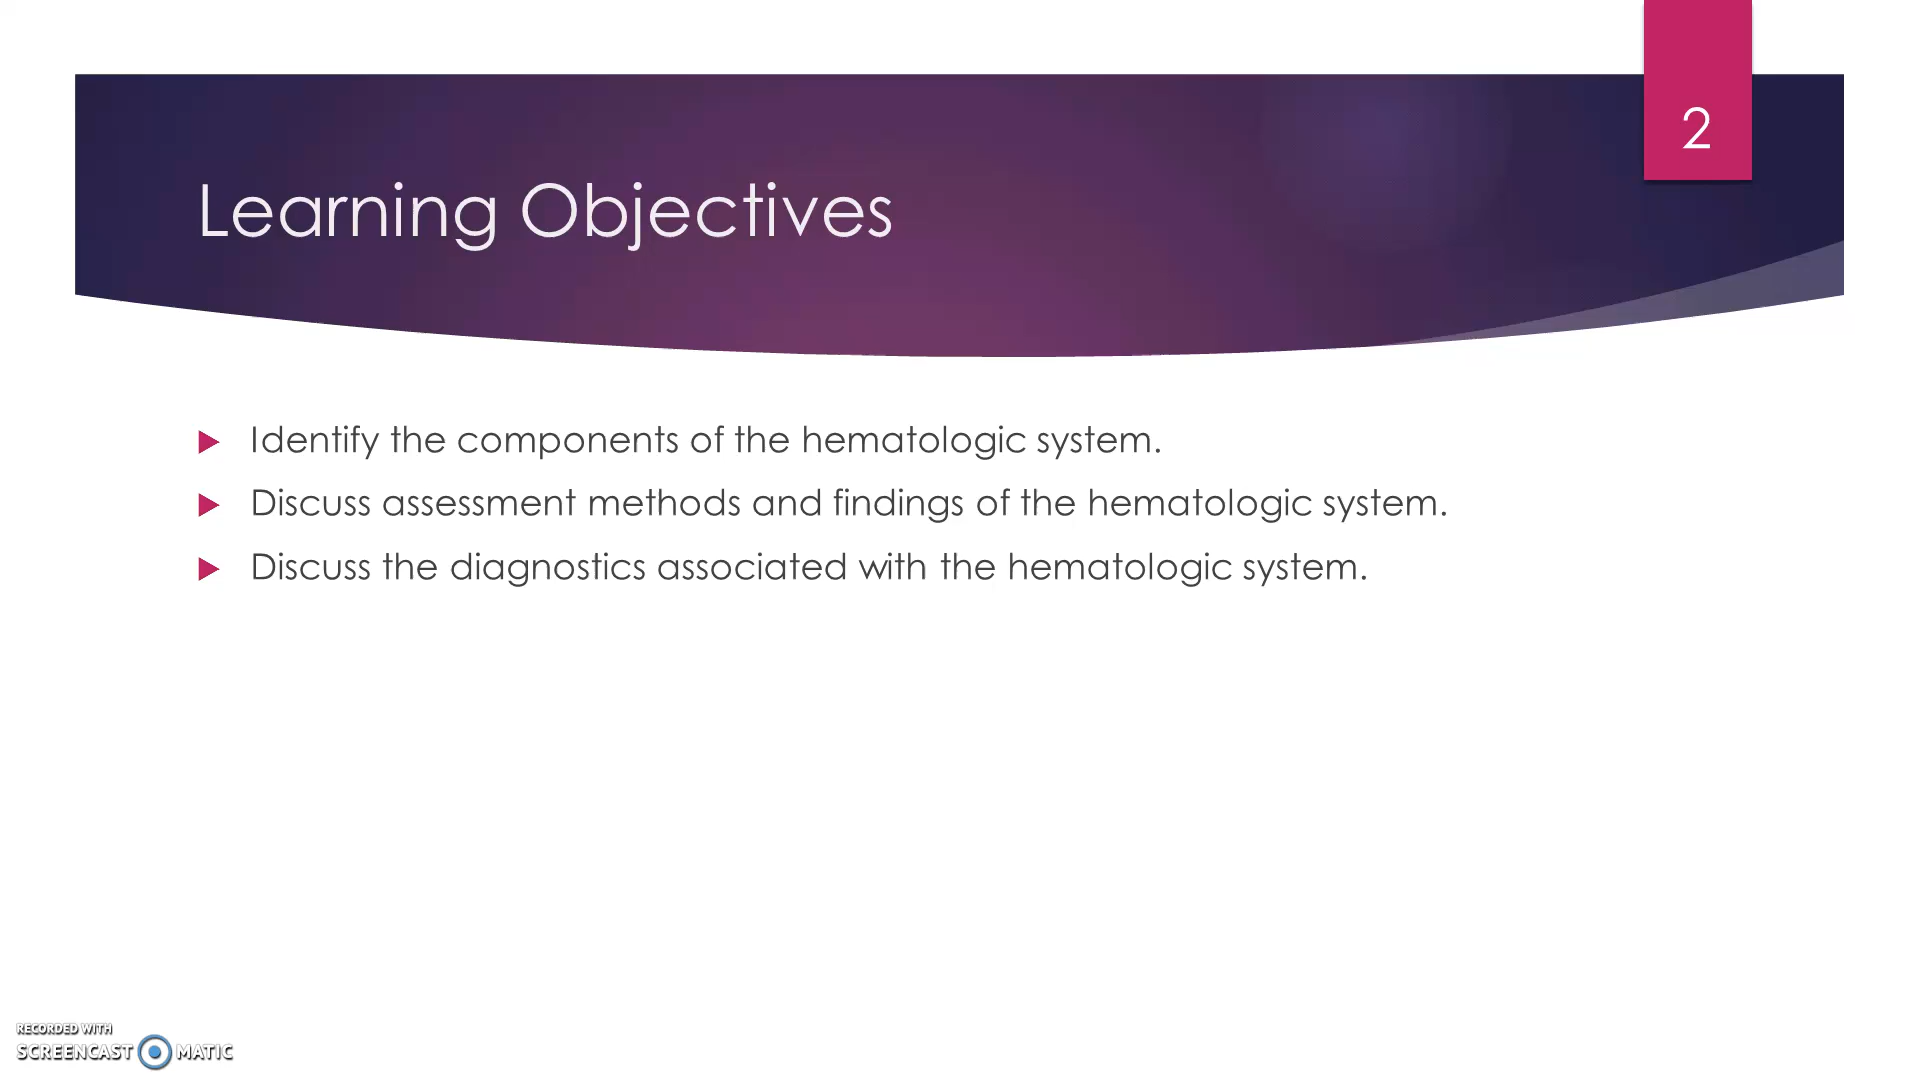 2
Learning Objectives
Identify the components of the hematologic system.
Discuss assessment methods and findings of the hematologic system.
Discuss the diagnostics associated with the hematologic system.
RECORDED WITH
SCREENCAST MATIC